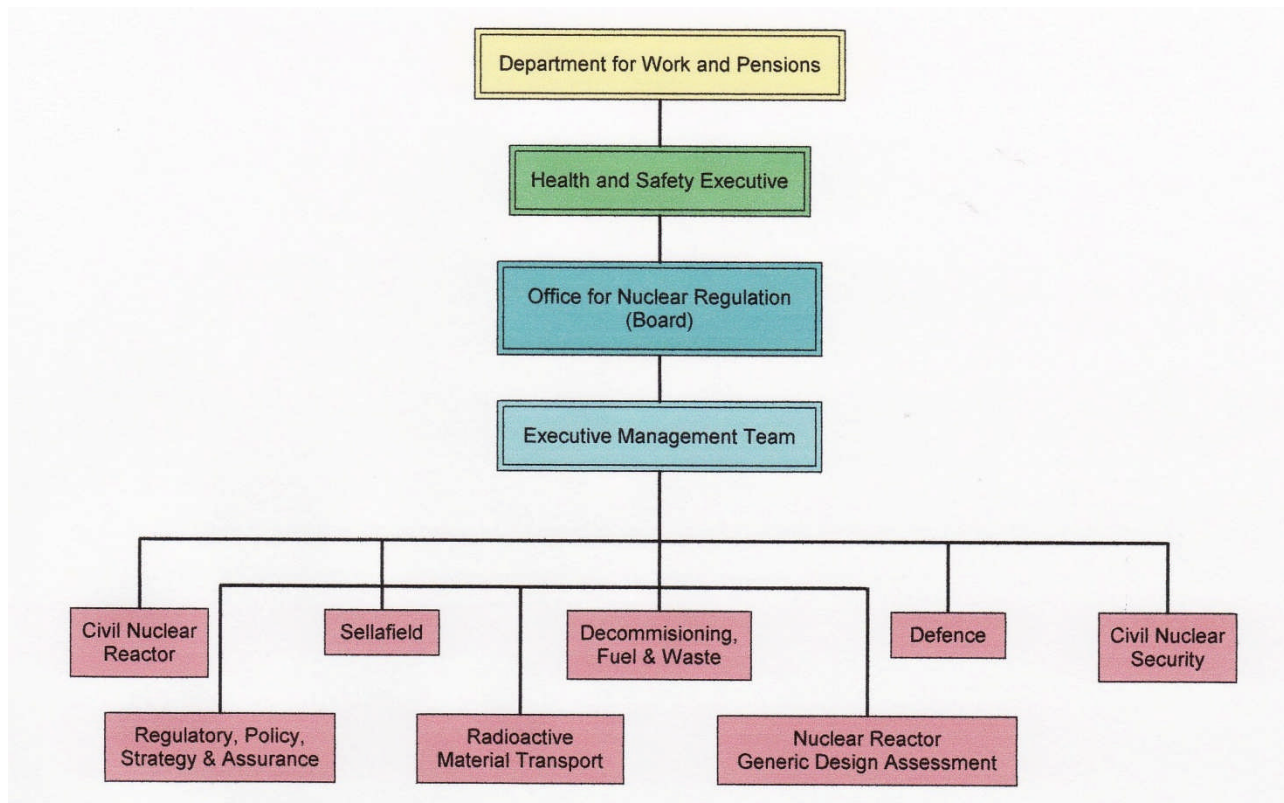 Department for Work and Pensions
Health and Safety Executive
Office for Nuclear Regulation
(Board)
Executive Management Team
Civil Nuclear
Reactor
Sellafield
Decommisioning,
Fuel & Waste
Defence
Civil Nuclear
Security
Regulatory, Policy,
Strategy & Assurance
Radioactive
Material Transport
Nuclear Reactor
Generic Design Assessment